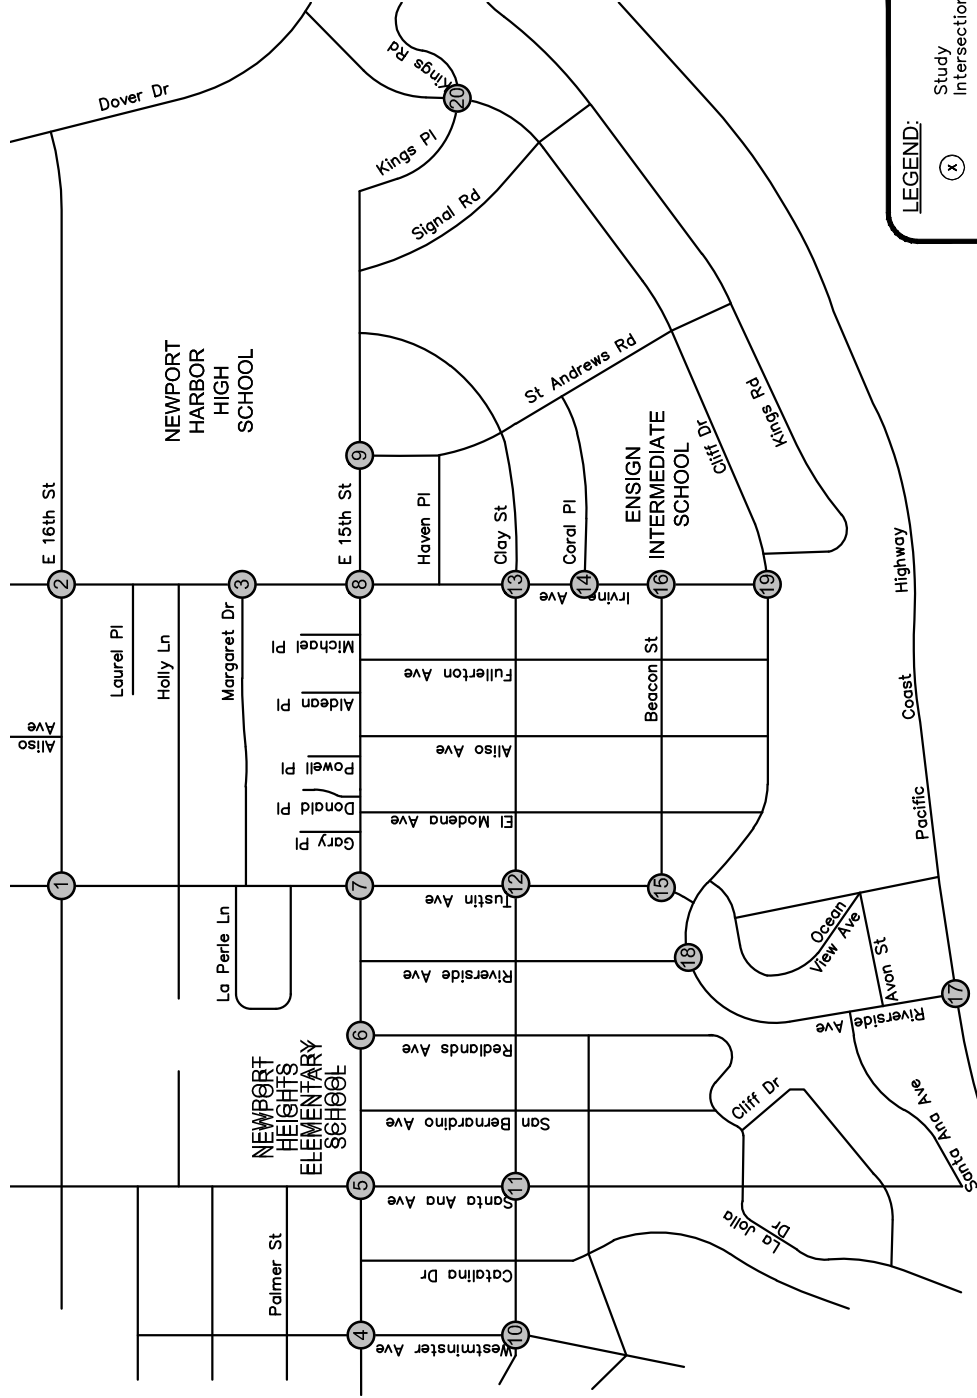 Dover Dr
Kings Rd
20
Kings Pl
Signal Rd
LEGEND:
X
Study
Intersection
NEWPORT
HARBOR
HIGH
SCHOOL
St Andrews Rd
E 16th St
E 15th St
9
Haven Pl
Clay St
Coral Pl
ENSIGN
INTERMEDIATE
SCHOOL
Cliff Dr
Kings Rd
2
3
8
13
14
16
19
Irvine Ave
Highway
Laurel Pl
Holly Ln
Margaret Dr
Michael Pl
Fullerton Ave
Beacon St
Aliso
Ave
Aldean Pl
Powell Pl
Donald Pl
Gary Pl
Aliso Ave
El Modena Ave
Coast
Pacific
1
7
12
15
Tustin Ave
La Perle Ln
Riverside Ave
18
Ocean
View Ave
Avon St
17
Riverside Ave
6
Redlands Ave
NEWPORT
HEIGHTS
ELEMENTARY
SCHOOL
San Bernardino Ave
Cliff Dr
Santa Ana Ave
5
11
Santa Ana Ave
La Jolla
Dr
Palmer St
Catalina Dr
4
10
Westminster Ave